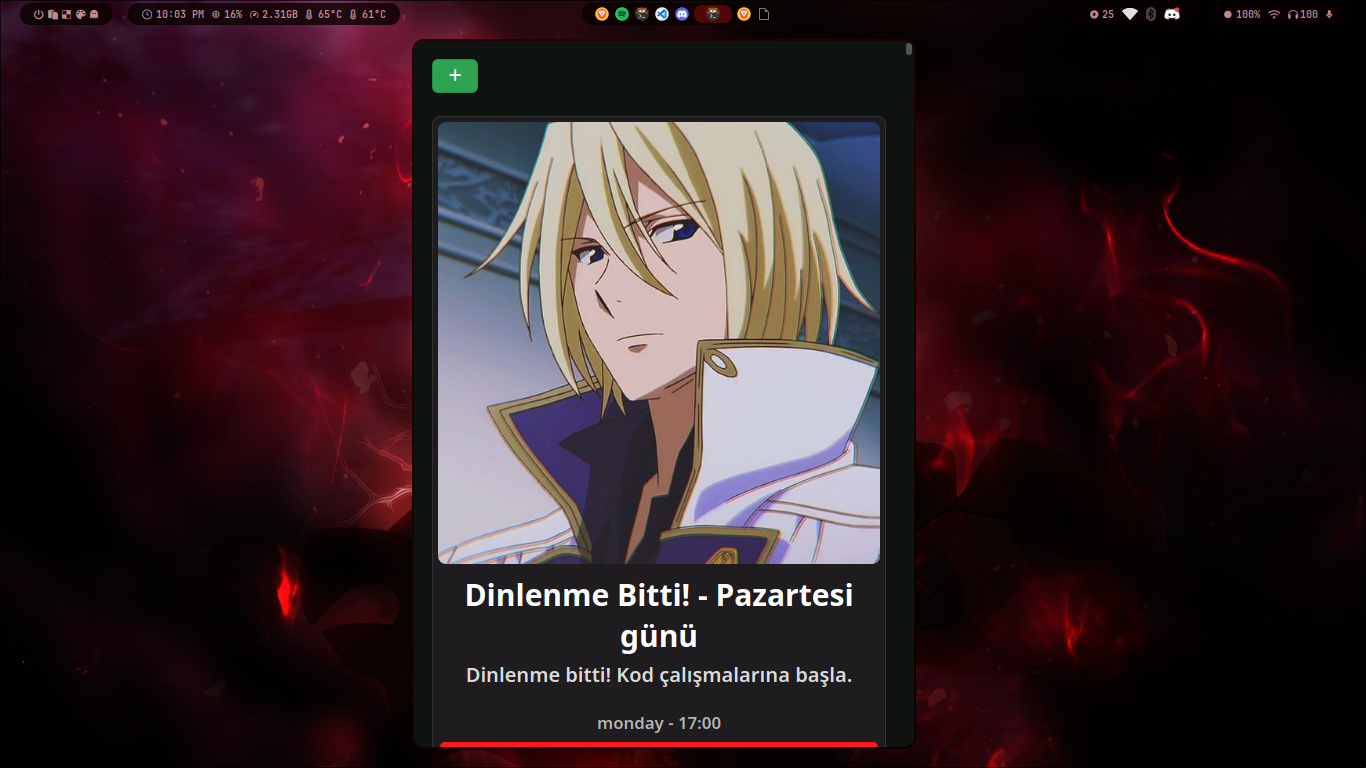 10:03 PM 16% 2.31GB 65°C 61°C
25
100% 100
+
Dinlenme Bitti! - Pazartesi
günü
Dinlenme bitti! Kod çalışmalarına başla.
monday - 17:00